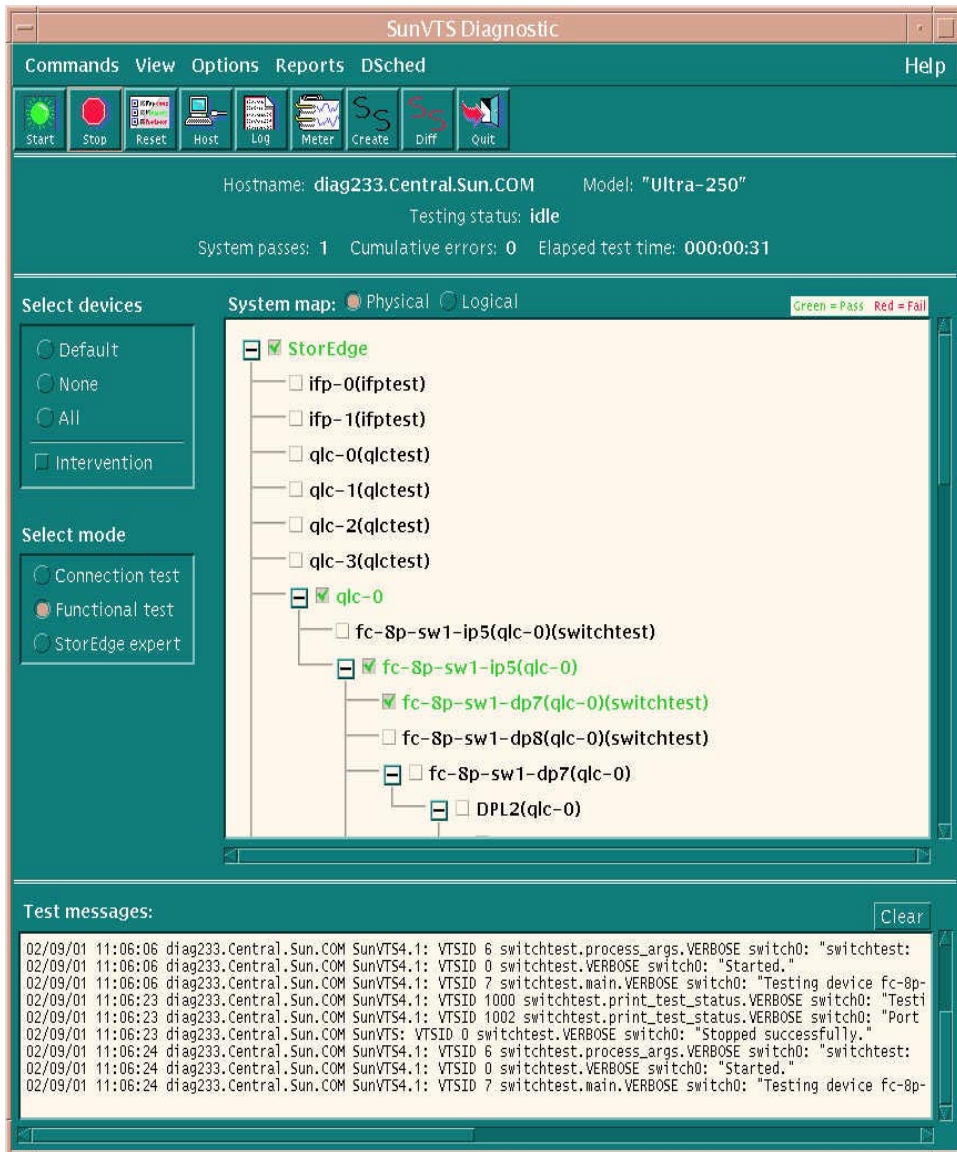 SunVTS Diagnostic
Commands View Options Reports DSched Help
Start Stop Reset Host Log Meter Create Diff Quit
Hostname: diag233.Central.Sun.COM Model: "Ultra-250"
Testing status: idle
System passes: 1 Cumulative errors: 0 Elapsed test time: 000:00:31
Select devices
Default
None
All
Intervention
Select mode
Connection test
Functional test
StorEdge expert
System map: Physical Logical Green = Pass Red = Fail
StorEdge
ifp-0(ifptest)
ifp-1(ifptest)
qlc-0(qlctest)
qlc-1(qlctest)
qlc-2(qlctest)
qlc-3(qlctest)
qlc-0
fc-8p-sw1-ip5(qlc-0)(switchtest)
fc-8p-sw1-ip5(qlc-0)
fc-8p-sw1-dp7(qlc-0)(switchtest)
fc-8p-sw1-dp8(qlc-0)(switchtest)
fc-8p-sw1-dp7(qlc-0)
DPL2(qlc-0)
Test messages: Clear
02/09/01 11:06:06 diag233.Central.Sun.COM SunVTS4.1: VTSID 6 switchtest.process_args.VERBOSE switch0: "switchtest:
02/09/01 11:06:06 diag233.Central.Sun.COM SunVTS4.1: VTSID 0 switchtest.VERBOSE switch0: "Started."
02/09/01 11:06:06 diag233.Central.Sun.COM SunVTS4.1: VTSID 7 switchtest.main.VERBOSE switch0: "Testing device fc-8p-
02/09/01 11:06:23 diag233.Central.Sun.COM SunVTS4.1: VTSID 1000 switchtest.print_test_status.VERBOSE switch0: "Testi
02/09/01 11:06:23 diag233.Central.Sun.COM SunVTS4.1: VTSID 1002 switchtest.print_test_status.VERBOSE switch0: "Port
02/09/01 11:06:23 diag233.Central.Sun.COM SunVTS: VTSID 0 switchtest.VERBOSE switch0: "Stopped successfully."
02/09/01 11:06:24 diag233.Central.Sun.COM SunVTS4.1: VTSID 6 switchtest.process_args.VERBOSE switch0: "switchtest:
02/09/01 11:06:24 diag233.Central.Sun.COM SunVTS4.1: VTSID 0 switchtest.VERBOSE switch0: "Started."
02/09/01 11:06:24 diag233.Central.Sun.COM SunVTS4.1: VTSID 7 switchtest.main.VERBOSE switch0: "Testing device fc-8p-